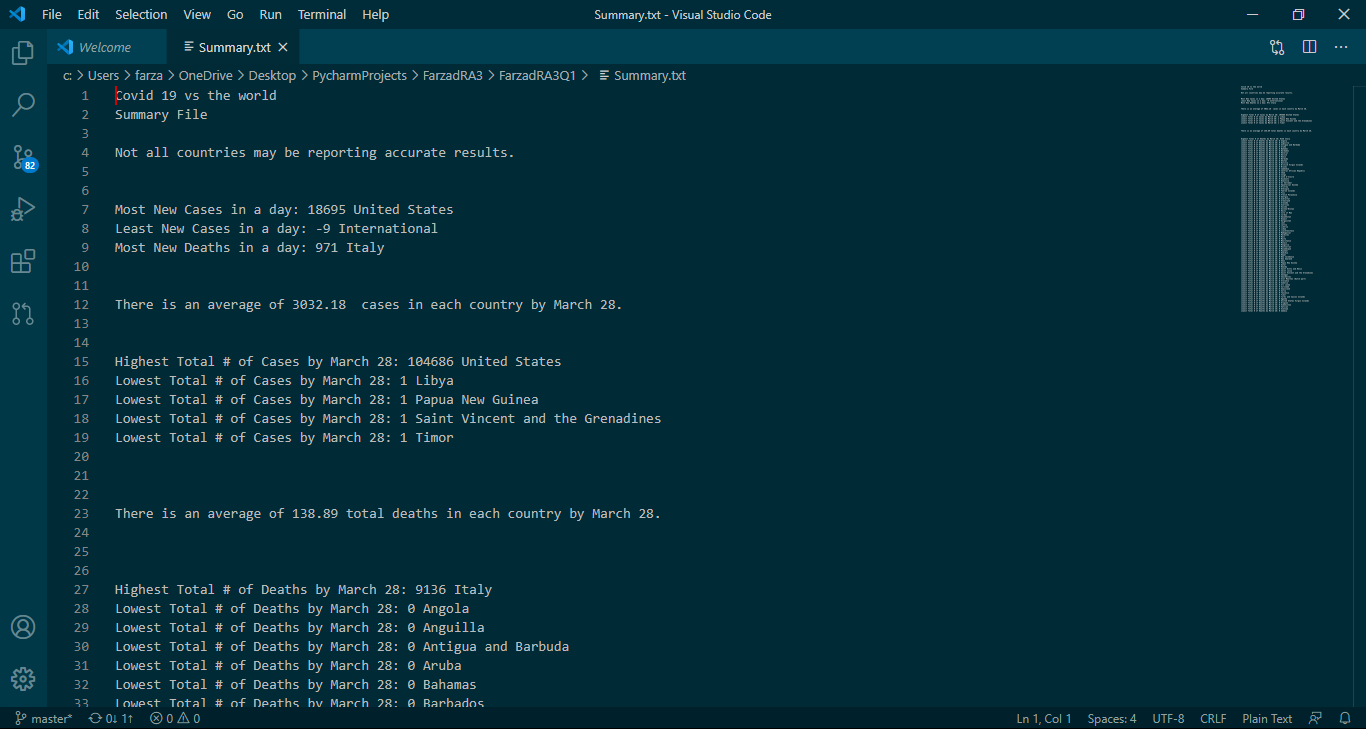 File Edit Selection View Go Run Terminal Help Summary.txt - Visual Studio Code
Welcome Summary.txt
c: > Users > farza > OneDrive > Desktop > PycharmProjects > FarzadRA3 > FarzadRA3Q1 > Summary.txt
1 Covid 19 vs the world
2 Summary File
3
4 Not all countries may be reporting accurate results.
5
82
6
7 Most New Cases in a day: 18695 United States
8 Least New Cases in a day: -9 International
9 Most New Deaths in a day: 971 Italy
10
11
12 There is an average of 3032.18  cases in each country by March 28.
13
14
15 Highest Total # of Cases by March 28: 104686 United States
16 Lowest Total # of Cases by March 28: 1 Libya
17 Lowest Total # of Cases by March 28: 1 Papua New Guinea
18 Lowest Total # of Cases by March 28: 1 Saint Vincent and the Grenadines
19 Lowest Total # of Cases by March 28: 1 Timor
20
21
22
23 There is an average of 138.89 total deaths in each country by March 28.
24
25
26
27 Highest Total # of Deaths by March 28: 9136 Italy
28 Lowest Total # of Deaths by March 28: 0 Angola
29 Lowest Total # of Deaths by March 28: 0 Anguilla
30 Lowest Total # of Deaths by March 28: 0 Antigua and Barbuda
31 Lowest Total # of Deaths by March 28: 0 Aruba
32 Lowest Total # of Deaths by March 28: 0 Bahamas
33 Lowest Total # of Deaths by March 28: 0 Barbados
master* 0↓ 1↑ 0 0 Ln 1, Col 1 Spaces: 4 UTF-8 CRLF Plain Text